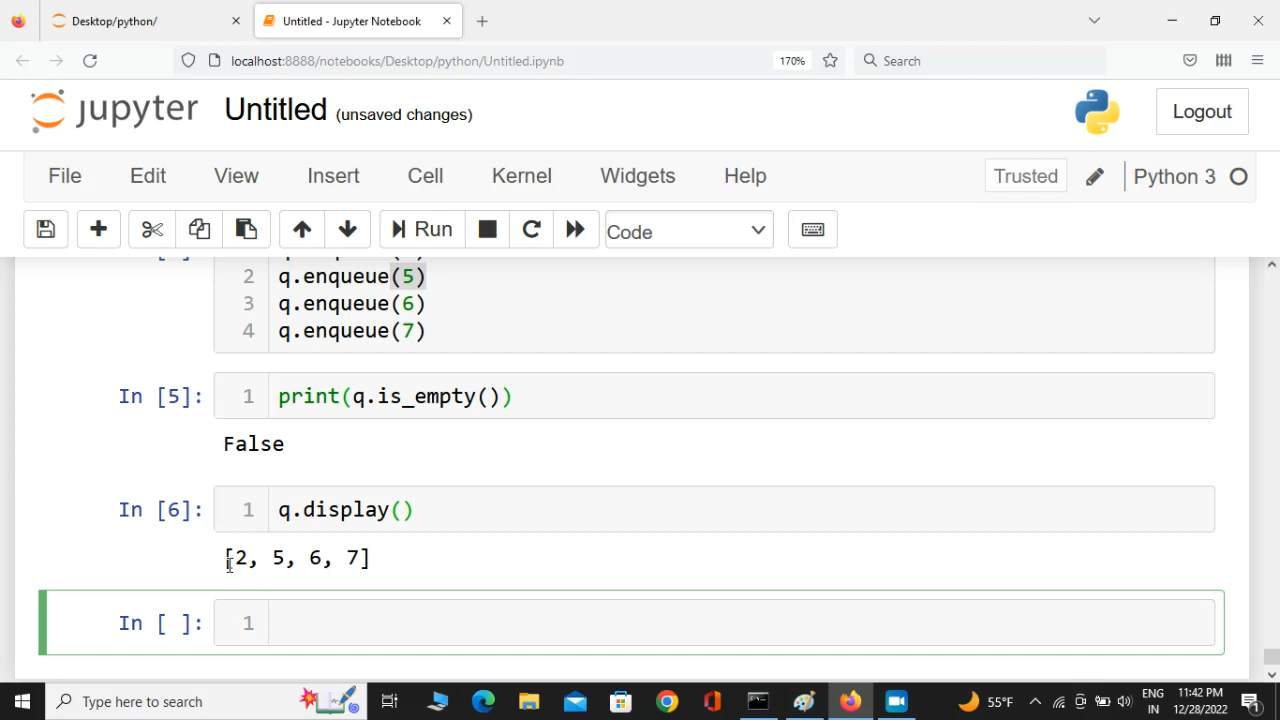 Desktop/python/
Untitled - Jupyter Notebook
localhost:8888/notebooks/Desktop/python/Untitled.ipynb
170%
Search
jupyter
Untitled (unsaved changes)
Logout
File Edit View Insert Cell Kernel Widgets Help
Trusted
Python 3
Run
Code
2 q.enqueue(5)
3 q.enqueue(6)
4 q.enqueue(7)
In [5]: 1 print(q.is_empty())
False
In [6]: 1 q.display()
[2, 5, 6, 7]
In [ ]: 1
Type here to search
55°F
ENG
IN
11:42 PM
12/28/2022
1